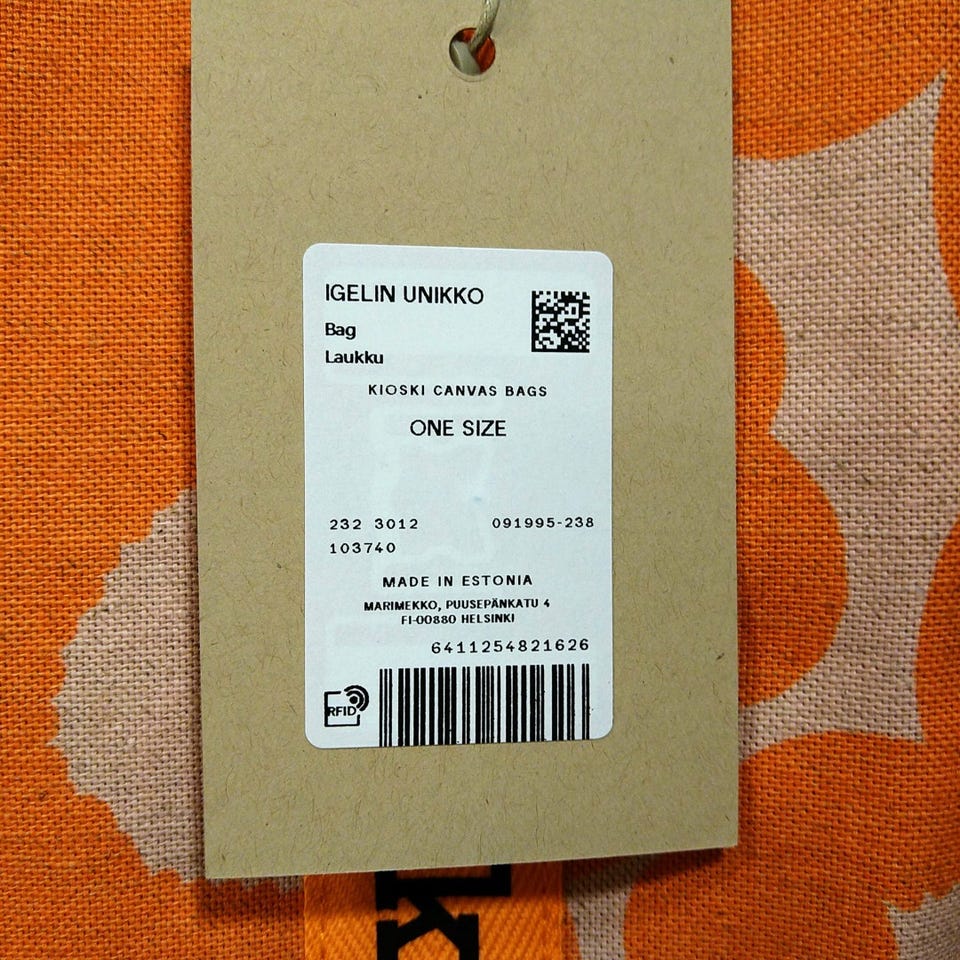 IGELIN UNIKKO
Bag
Laukku
KIOSKI CANVAS BAGS
ONE SIZE
232 3012 091995-238
103740
MADE IN ESTONIA
MARIMEKKO, PUUSEPÄNKATU 4
FI-00880 HELSINKI
6411254821626
RFID
k